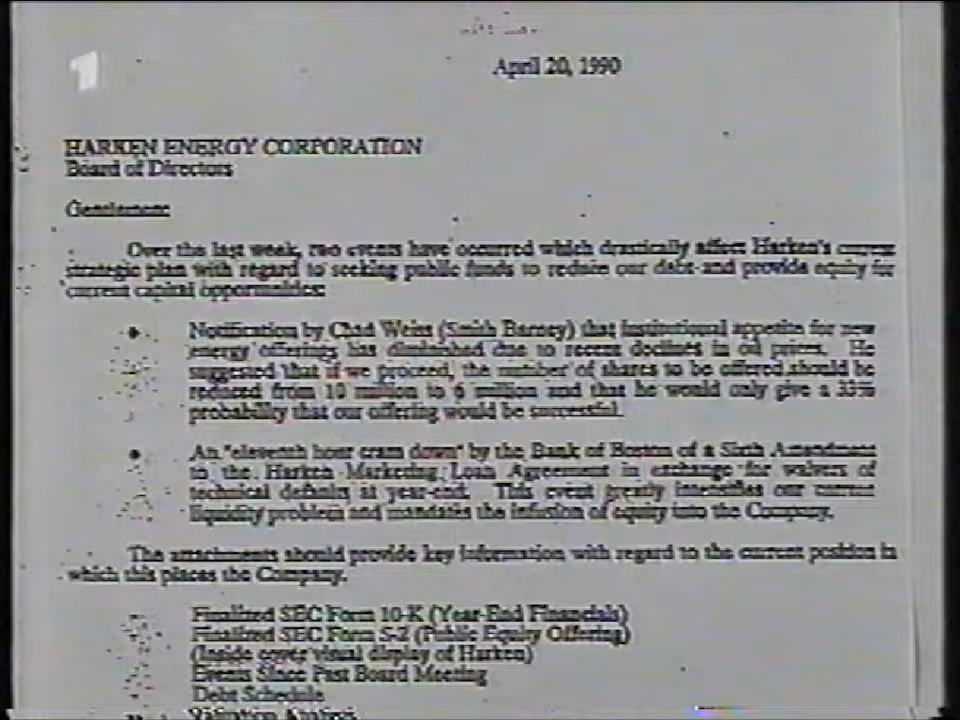 1
April 20, 1990
HARKEN ENERGY CORPORATION
Board of Directors
Gentlemen:
Over the last week, two events have occurred which drastically affect Harken's current
strategic plan with regard to seeking public funds to reduce our debt and provide equity for
current capital opportunities:
Notification by Chad Weiss (Smith Barney) that institutional appetite for new
energy offerings has diminished due to recent declines in oil prices. He
suggested that if we proceed, the number of shares to be offered should be
reduced from 10 million to 6 million and that he would only give a 33%
probability that our offering would be successful.
An "eleventh hour cram down" by the Bank of Boston of a Sixth Amendment
to the Harken Marketing Loan Agreement in exchange for waivers of
technical defaults at year-end. This event greatly intensifies our current
liquidity problem and mandates the infusion of equity into the Company.
The attachments should provide key information with regard to the current position in
which this places the Company.
Finalized SEC Form 10-K (Year-End Financials)
Finalized SEC Form S-2 (Public Equity Offering)
(Inside cover visual display of Harken)
Events Since Past Board Meeting
Debt Schedule
Valuation Analysis